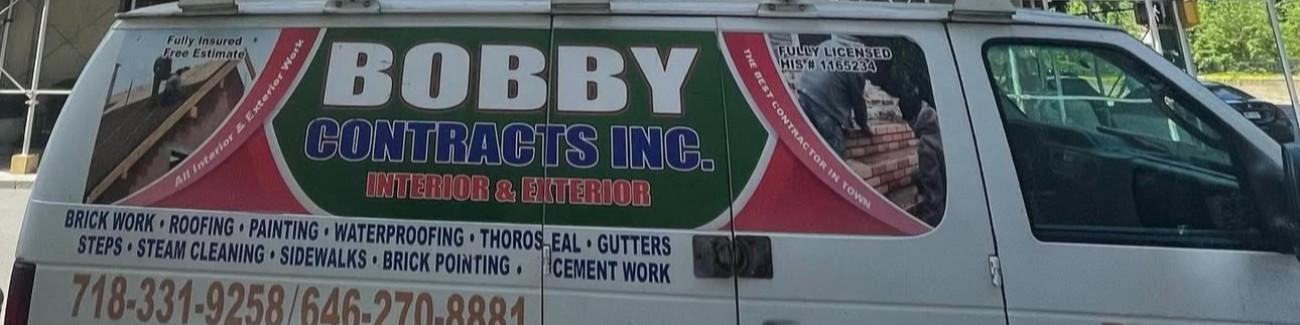 Fully Insured
Free Estimate
All Interior & Exterior Work
BOBBY
CONTRACTS INC.
INTERIOR & EXTERIOR
THE BEST CONTRACTOR IN TOWN
FULLY LICENSED
HIS # 1165234
BRICK WORK • ROOFING • PAINTING • WATERPROOFING • THOROS EAL • GUTTERS
STEPS • STEAM CLEANING • SIDEWALKS • BRICK POINTING • CEMENT WORK
718-331-9258/646-270-8881